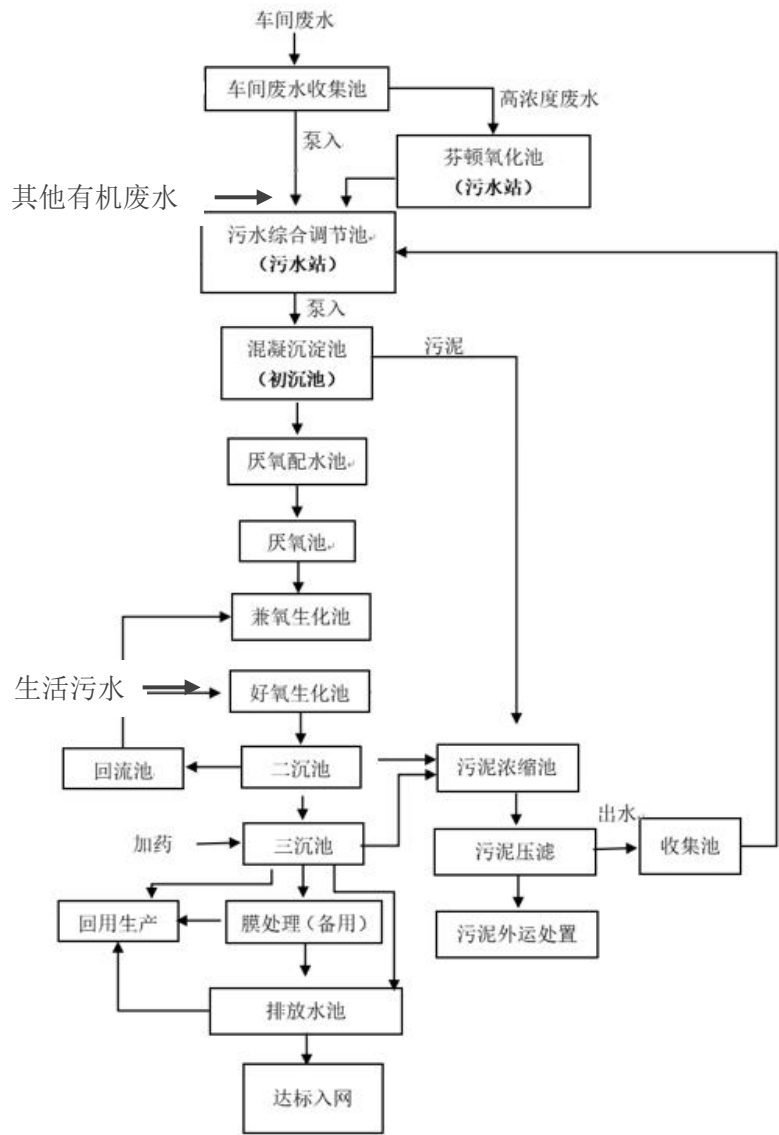 车间废水
车间废水收集池
高浓度废水
泵入
芬顿氧化池
(污水站)
其他有机废水
污水综合调节池
(污水站)
泵入
混凝沉淀池
(初沉池)
污泥
厌氧配水池
厌氧池
兼氧生化池
生活污水
好氧生化池
回流池
二沉池
污泥浓缩池
出水
加药
三沉池
污泥压滤
收集池
回用生产
膜处理(备用)
污泥外运处置
排放水池
达标入网